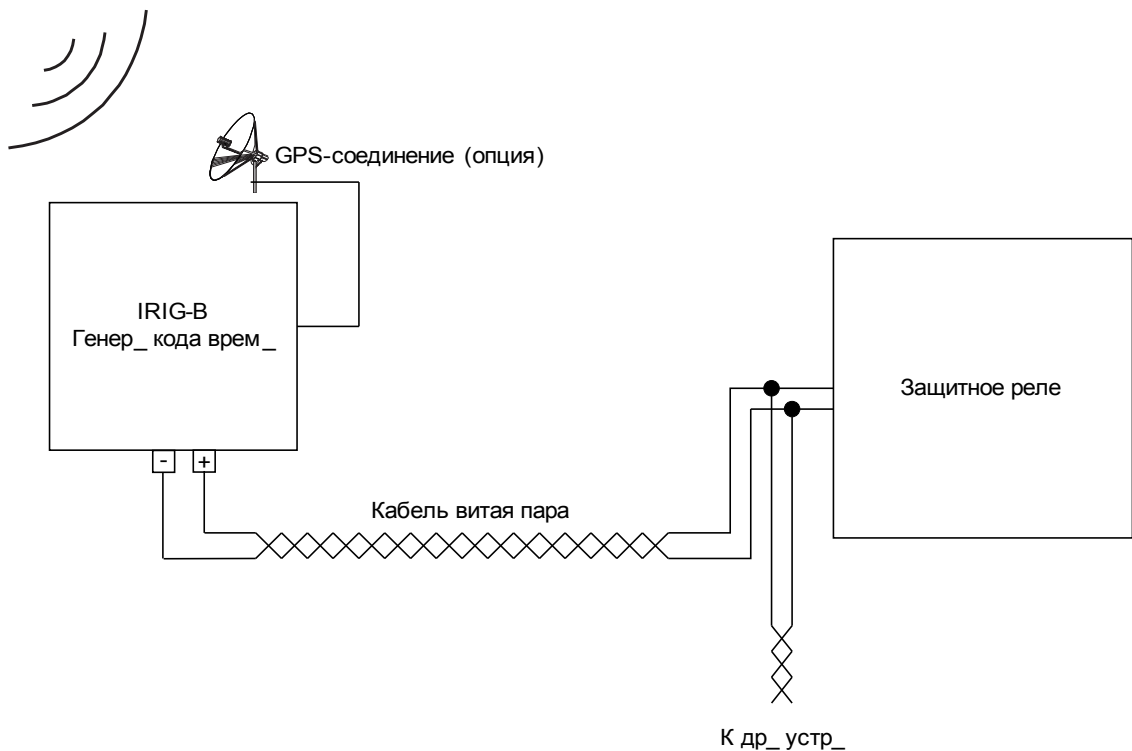 GPS-соединение (опция)
IRIG-B
Генер_ кода врем_
Защитное реле
- +
Кабель витая пара
К др_ устр_